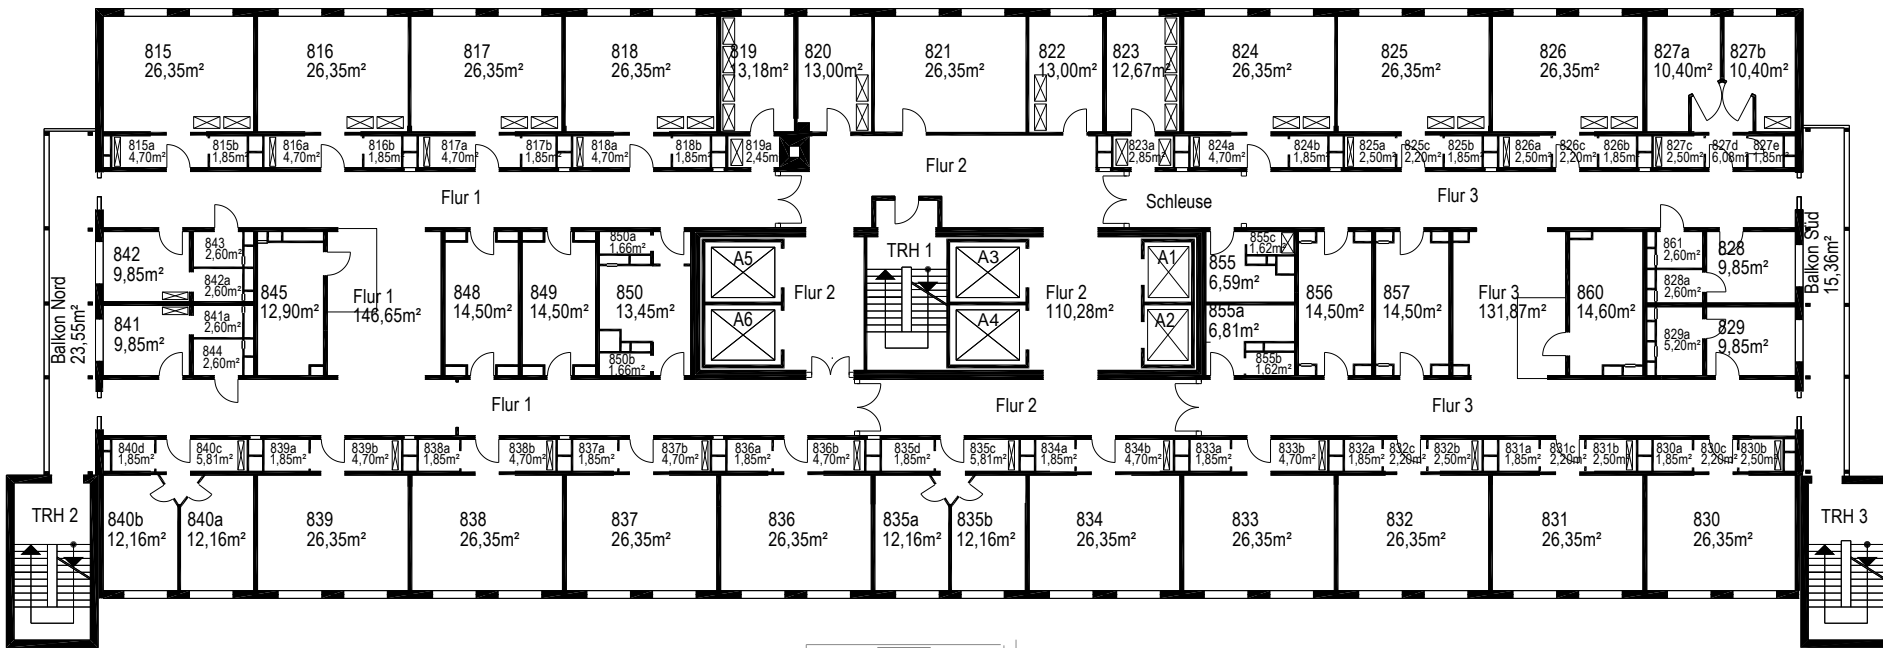 815
26,35m²
816
26,35m²
817
26,35m²
818
26,35m²
819
13,18m²
820
13,00m²
821
26,35m²
822
13,00m²
823
12,67m²
824
26,35m²
825
26,35m²
826
26,35m²
827a
10,40m²
827b
10,40m²
815a
4,70m²
815b
1,85m²
816a
4,70m²
816b
1,85m²
817a
4,70m²
817b
1,85m²
818a
4,70m²
818b
1,85m²
819a
2,45m²
823a
2,85m²
824a
4,70m²
824b
1,85m²
825a
2,50m²
825c
2,20m²
825b
1,85m²
826a
2,50m²
826c
2,20m²
826b
1,85m²
827c
2,50m²
827d
6,08m²
827e
1,85m²
Flur 1
Flur 2
Schleuse
Flur 3
Balkon Nord
23,55m²
842
9,85m²
843
2,60m²
842a
2,60m²
841
9,85m²
841a
2,60m²
844
2,60m²
845
12,90m²
Flur 1
146,65m²
848
14,50m²
849
14,50m²
850a
1,66m²
850
13,45m²
850b
1,66m²
A5
A6
Flur 2
TRH 1
A3
A4
Flur 2
110,28m²
A1
A2
855
6,59m²
855c
1,62m²
855a
6,81m²
855b
1,62m²
856
14,50m²
857
14,50m²
Flur 3
131,87m²
860
14,60m²
861
2,60m²
828a
2,60m²
828
9,85m²
829a
5,20m²
829
9,85m²
Balkon Süd
15,36m²
Flur 1
Flur 2
Flur 3
840d
1,85m²
840c
5,81m²
839a
1,85m²
839b
4,70m²
838a
1,85m²
838b
4,70m²
837a
1,85m²
837b
4,70m²
836a
1,85m²
836b
4,70m²
835d
1,85m²
835c
5,81m²
834a
1,85m²
834b
4,70m²
833a
1,85m²
833b
4,70m²
832a
1,85m²
832c
2,20m²
832b
2,50m²
831a
1,85m²
831c
2,20m²
831b
2,50m²
830a
1,85m²
830c
2,20m²
830b
2,50m²
TRH 2
840b
12,16m²
840a
12,16m²
839
26,35m²
838
26,35m²
837
26,35m²
836
26,35m²
835a
12,16m²
835b
12,16m²
834
26,35m²
833
26,35m²
832
26,35m²
831
26,35m²
830
26,35m²
TRH 3